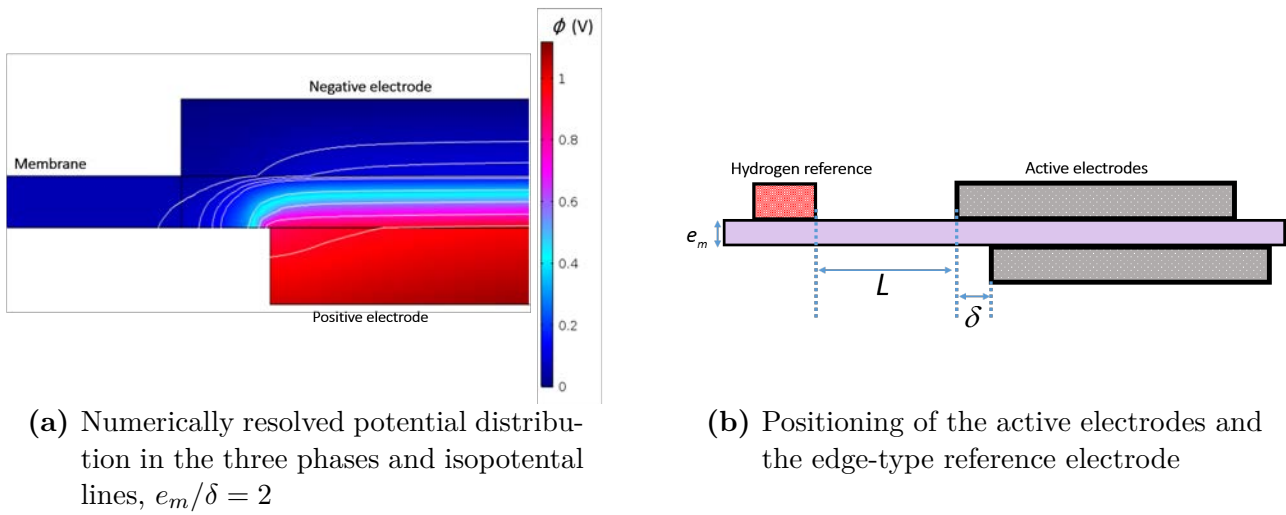 ϕ (V)
Negative electrode
Membrane
Positive electrode
1
0.8
0.6
0.4
0.2
0
Hydrogen reference
Active electrodes
e_m
L
δ
(a) Numerically resolved potential distribu-
tion in the three phases and isopotental
lines, e_m/δ = 2
(b) Positioning of the active electrodes and
the edge-type reference electrode